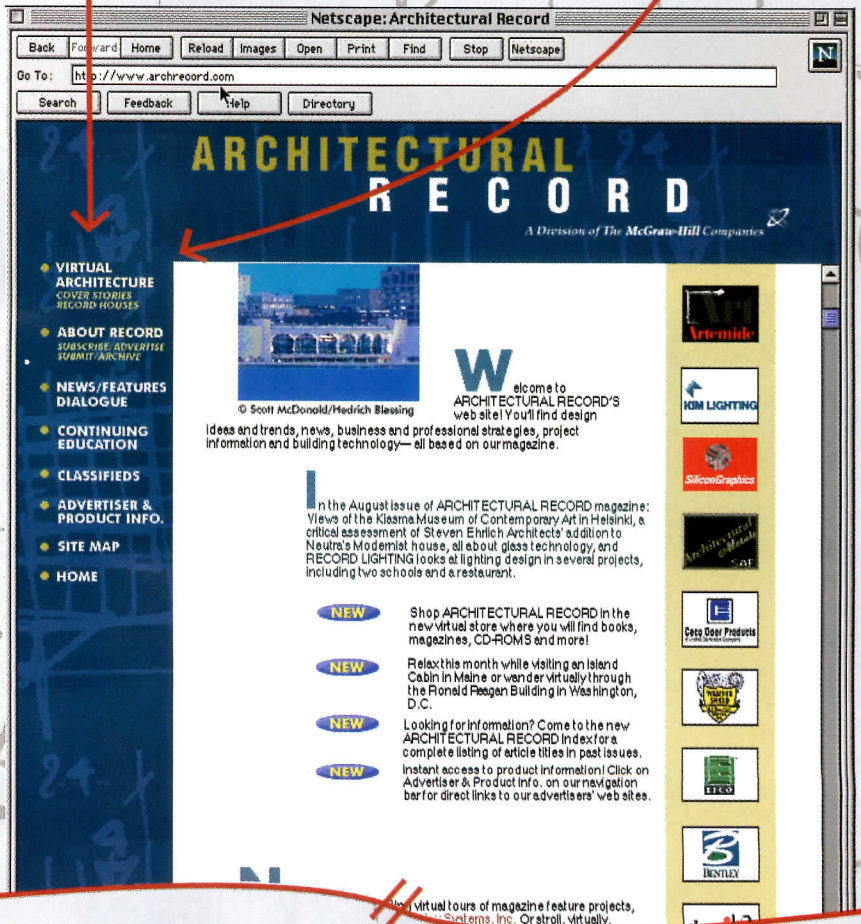 Netscape: Architectural Record
Back Forward Home Reload Images Open Print Find Stop Netscape
N
Go To: http://www.archrecord.com
Search Feedback Help Directory
ARCHITECTURAL
RECORD
A Division of The McGraw-Hill Companies
VIRTUAL
ARCHITECTURE
COVER STORIES
RECORD HOUSES
ABOUT RECORD
SUBSCRIBE/ADVERTISE
SUBMIT/ARCHIVE
NEWS/FEATURES
DIALOGUE
CONTINUING
EDUCATION
CLASSIFIEDS
ADVERTISER &
PRODUCT INFO.
SITE MAP
HOME
© Scott McDonald/Hedrich Blessing
Welcome to
ARCHITECTURAL RECORD'S
web site! You'll find design
ideas and trends, news, business and professional strategies, project
information and building technology— all based on our magazine.
In the August issue of ARCHITECTURAL RECORD magazine:
Views of the Kiasma Museum of Contemporary Art in Helsinki, a
critical assessment of Steven Ehrlich Architects' addition to
Neutra's Modernist house, all about glass technology, and
RECORD LIGHTING looks at lighting design in several projects,
including two schools and a restaurant.
NEW
Shop ARCHITECTURAL RECORD in the
new virtual store where you will find books,
magazines, CD-ROMS and more!
NEW
Relax this month while visiting an Island
Cabin in Maine or wander virtually through
the Ronald Reagan Building in Washington,
D.C.
NEW
Looking for information? Come to the new
ARCHITECTURAL RECORD Index for a
complete listing of article titles in past issues.
NEW
Instant access to product information! Click on
Advertiser & Product Info. on our navigation
bar for direct links to our advertisers' web sites.
virtual tours of magazine feature projects,
Systems, Inc. Or stroll, virtually,
Artemide
KIM LIGHTING
SiliconGraphics
Architectural
Metals
SAF
Ceco Door Products
WEATHER
SHIELD
EFCO
BENTLEY